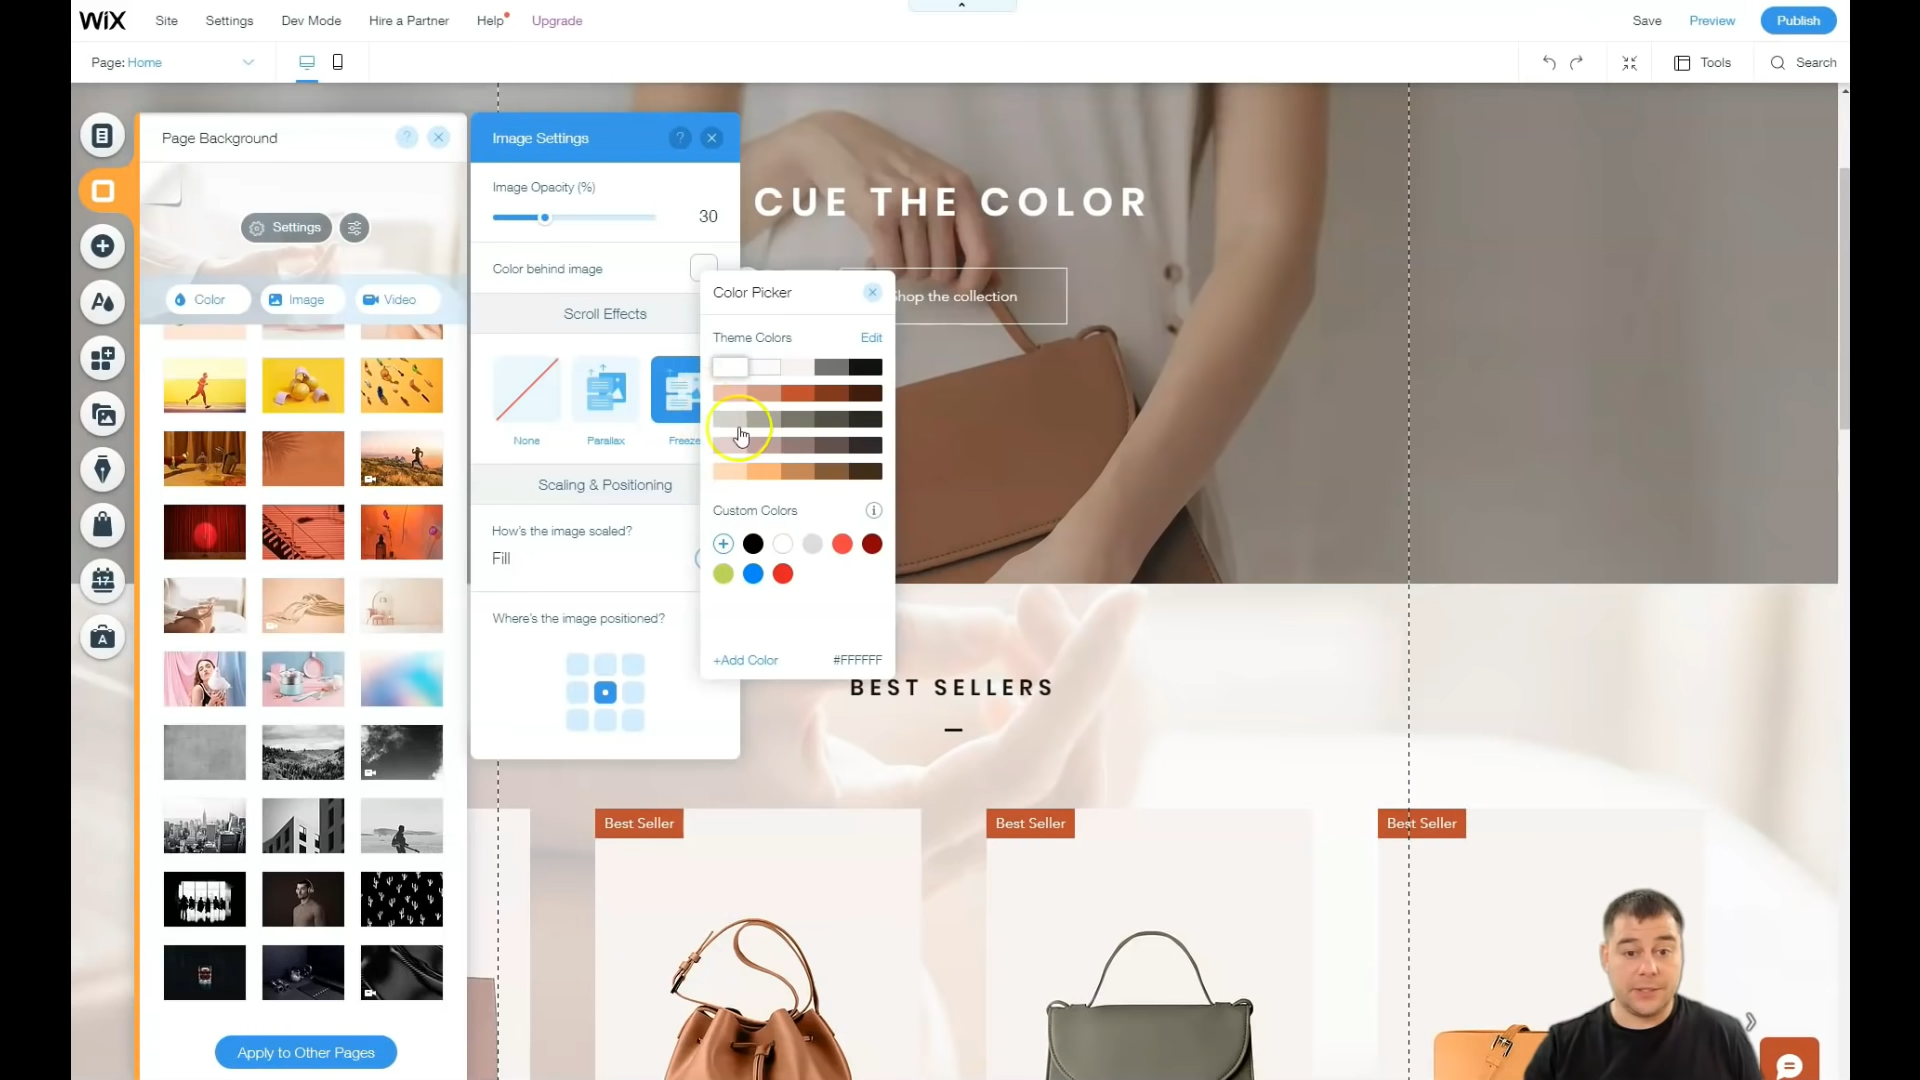 WiX
Site
Settings
Dev Mode
Hire a Partner
Help
Upgrade
Save
Preview
Publish
Page: Home
Tools
Search
Page Background
?
Settings
Color
Image
Video
Apply to Other Pages
Image Settings
?
Image Opacity (%)
30
Color behind image
Scroll Effects
None
Parallax
Freeze
Scaling & Positioning
How's the image scaled?
Fill
Where's the image positioned?
Color Picker
Theme Colors
Edit
Custom Colors
+Add Color
#FFFFFF
CUE THE COLOR
Shop the collection
BEST SELLERS
Best Seller
Best Seller
Best Seller
17
A